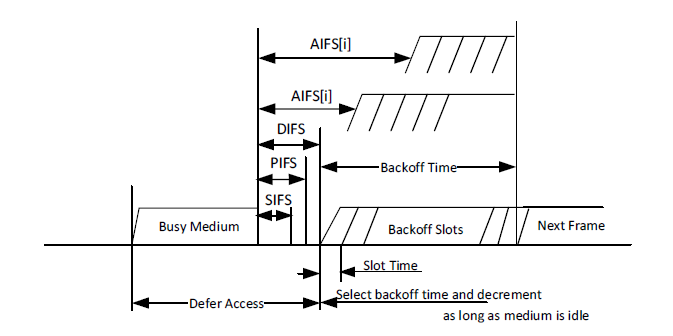 AIFS[i]
AIFS[i]
DIFS
PIFS
Backoff Time
SIFS
Busy Medium
Backoff Slots
Next Frame
Slot Time
Defer Access
Select backoff time and decrement
as long as medium is idle